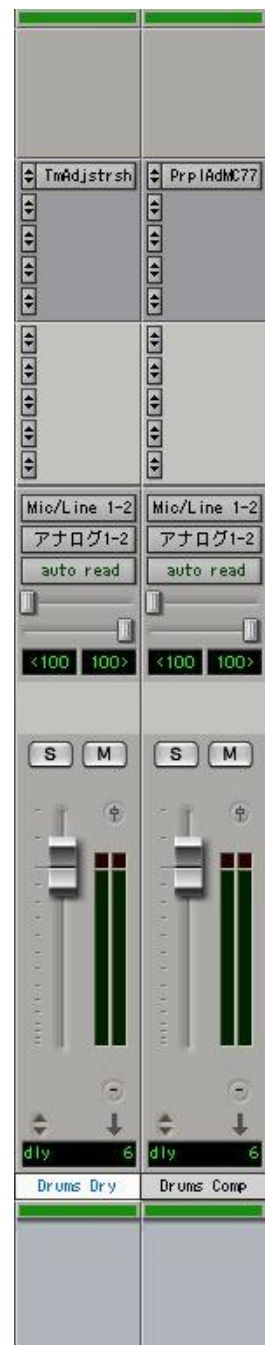 TmAdjstrsh PrplAdMC77
Mic/Line 1-2 Mic/Line 1-2
アナログ1-2 アナログ1-2
auto read auto read
<100 100> <100 100>
S M S M
dly 6 dly 6
Drums Dry Drums Comp